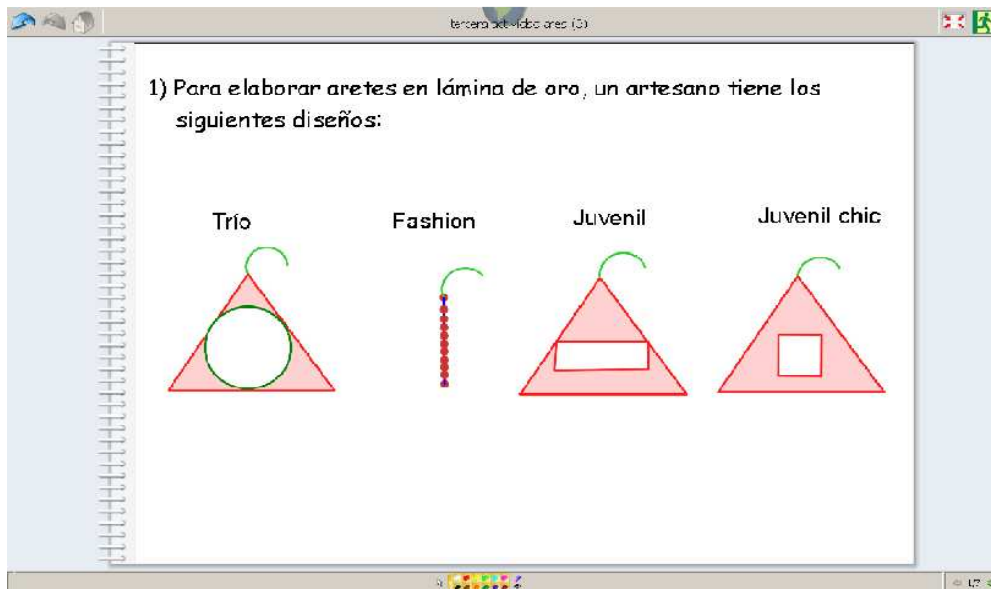 1) Para elaborar aretes en lámina de oro, un artesano tiene los
siguientes diseños:
Trío
Fashion
Juvenil
Juvenil chic